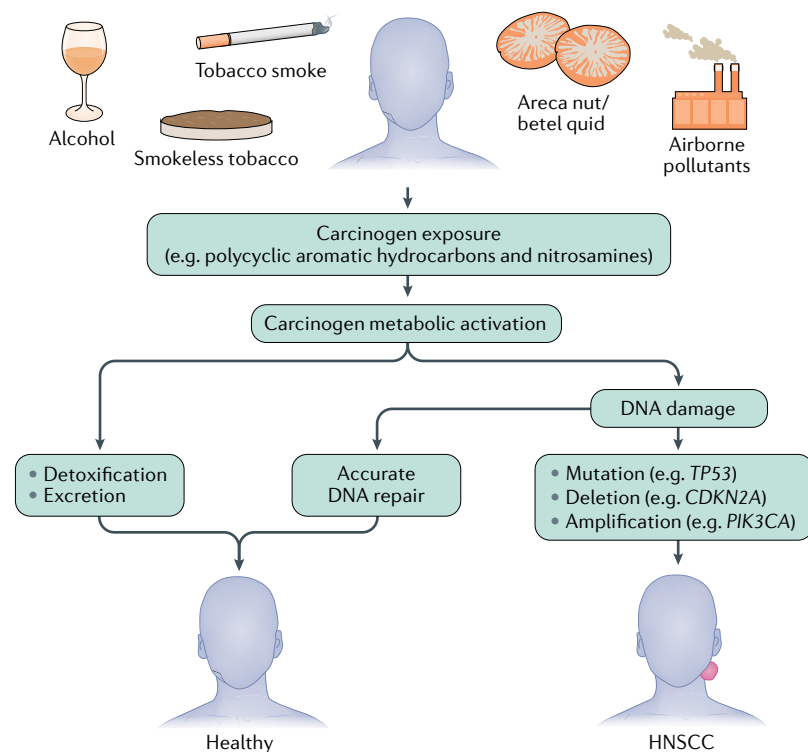 Alcohol
Tobacco smoke
Smokeless tobacco
Areca nut/
betel quid
Airborne
pollutants
Carcinogen exposure
(e.g. polycyclic aromatic hydrocarbons and nitrosamines)
Carcinogen metabolic activation
DNA damage
• Detoxification
• Excretion
Accurate
DNA repair
• Mutation (e.g. TP53)
• Deletion (e.g. CDKN2A)
• Amplification (e.g. PIK3CA)
Healthy
HNSCC